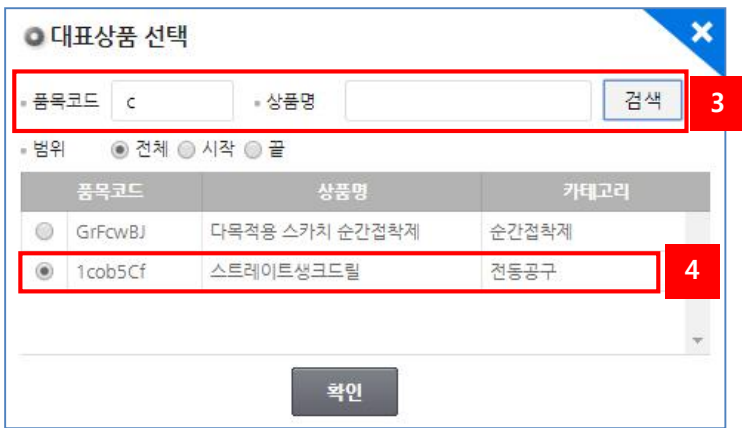 대표상품 선택
품목코드 c 상품명 검색 3
범위 전체 시작 끝
품목코드 상품명 카테고리
GrFcwBJ 다목적용 스카치 순간접착제 순간접착제
1cob5Cf 스트레이트생크드릴 전동공구 4
확인